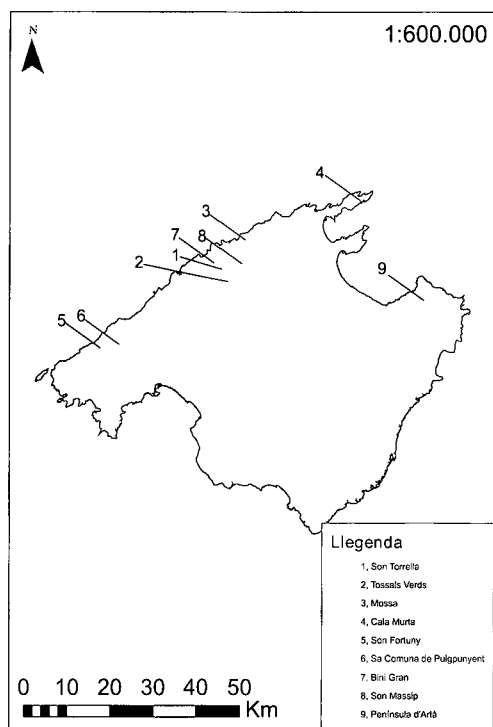 N
1:600.000
4
3
7
8
1
2
9
6
5
Llegenda
1, Son Torrella
2, Tossals Verds
3, Mossa
4, Cala Murta
5, Son Fortuny
6, Sa Comuna de Puigpunyent
7, Bini Gran
8, Son Massip
9, Península d'Artà
0 10 20 30 40 50
Km